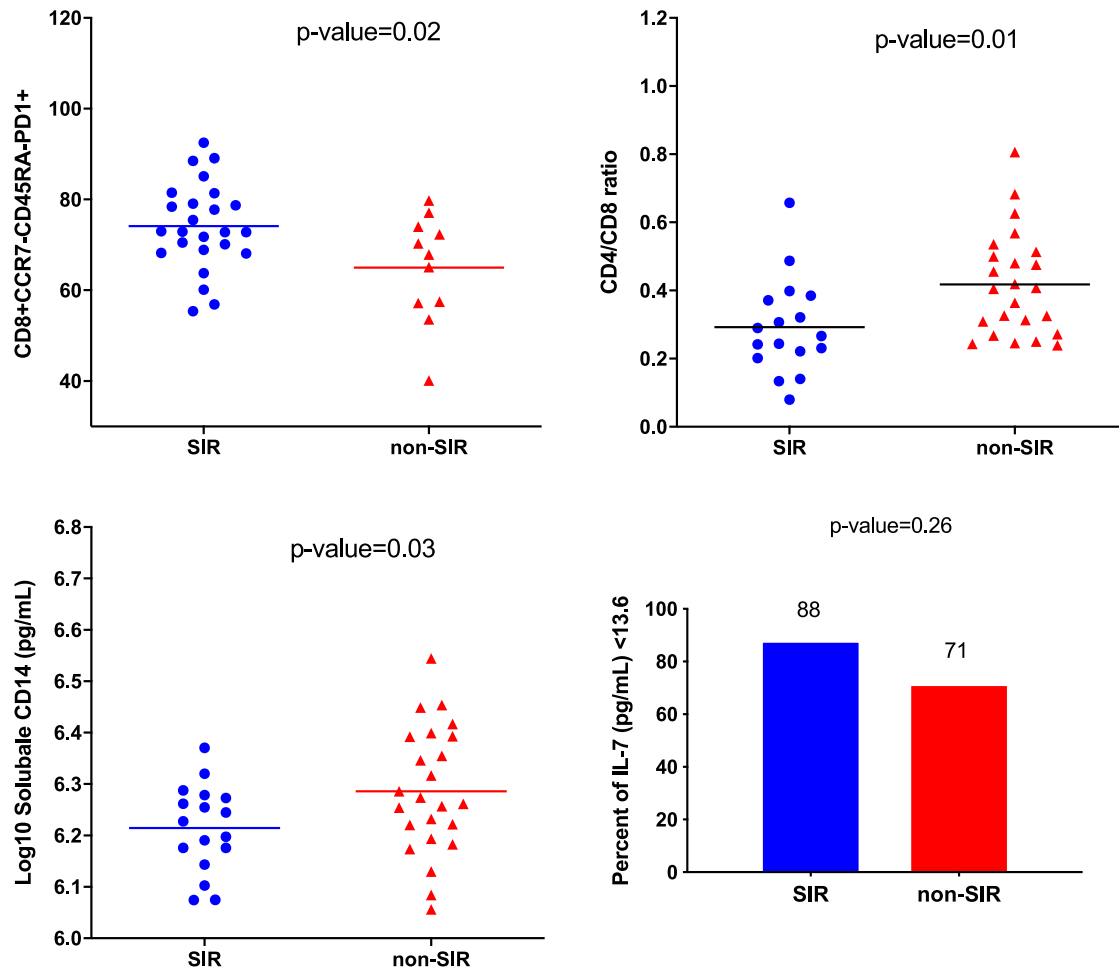 p-value=0.02
CD8+CCR7-CD45RA-PD1+
120
100
80
60
40
SIR
non-SIR
p-value=0.01
CD4/CD8 ratio
1.2
1.0
0.8
0.6
0.4
0.2
0.0
SIR
non-SIR
p-value=0.03
Log10 Solubale CD14 (pg/mL)
6.8
6.7
6.6
6.5
6.4
6.3
6.2
6.1
6.0
SIR
non-SIR
p-value=0.26
Percent of IL-7 (pg/mL) <13.6
100
80
60
40
20
0
88
71
SIR
non-SIR